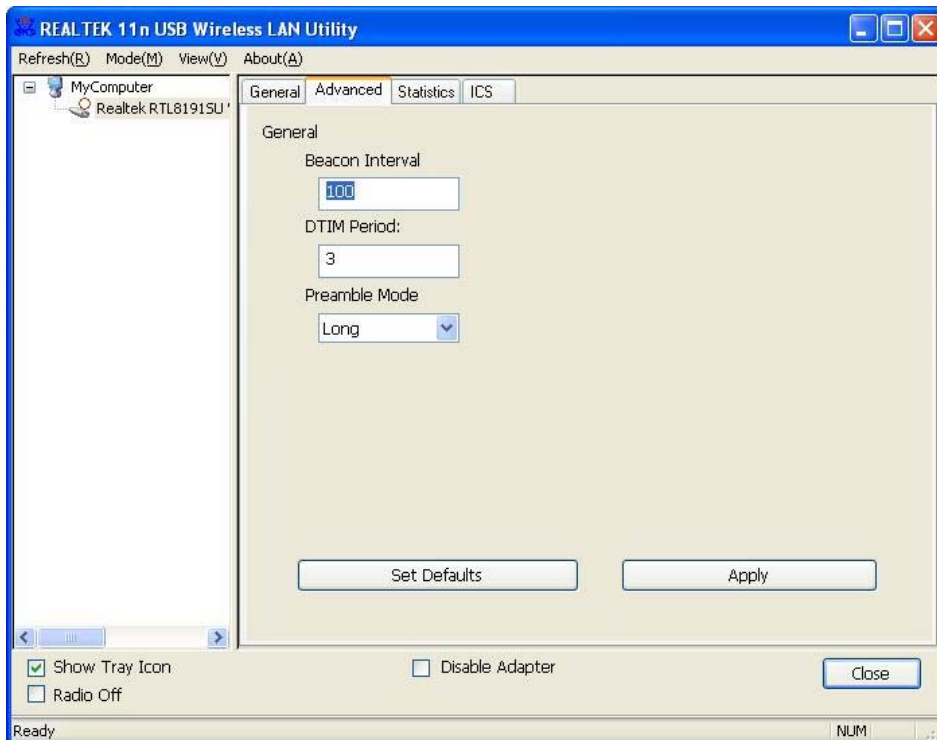 REALTEK 11n USB Wireless LAN Utility
Refresh(R) Mode(M) View(V) About(A)
MyComputer
Realtek RTL8191SU '
General Advanced Statistics ICS
General
Beacon Interval
100
DTIM Period:
3
Preamble Mode
Long
Set Defaults Apply
Show Tray Icon Disable Adapter Close
Radio Off
Ready NUM